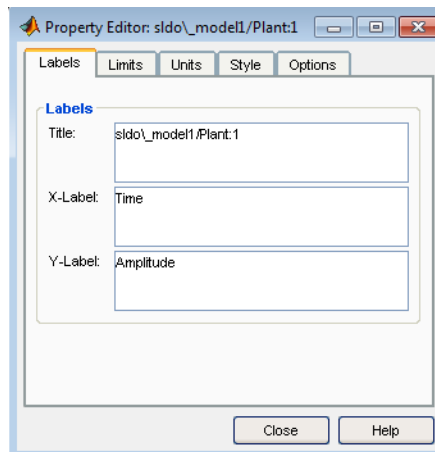 Property Editor: sldo\_model1/Plant:1
Labels Limits Units Style Options
Labels
Title: sldo\_model1/Plant:1
X-Label: Time
Y-Label: Amplitude
Close Help